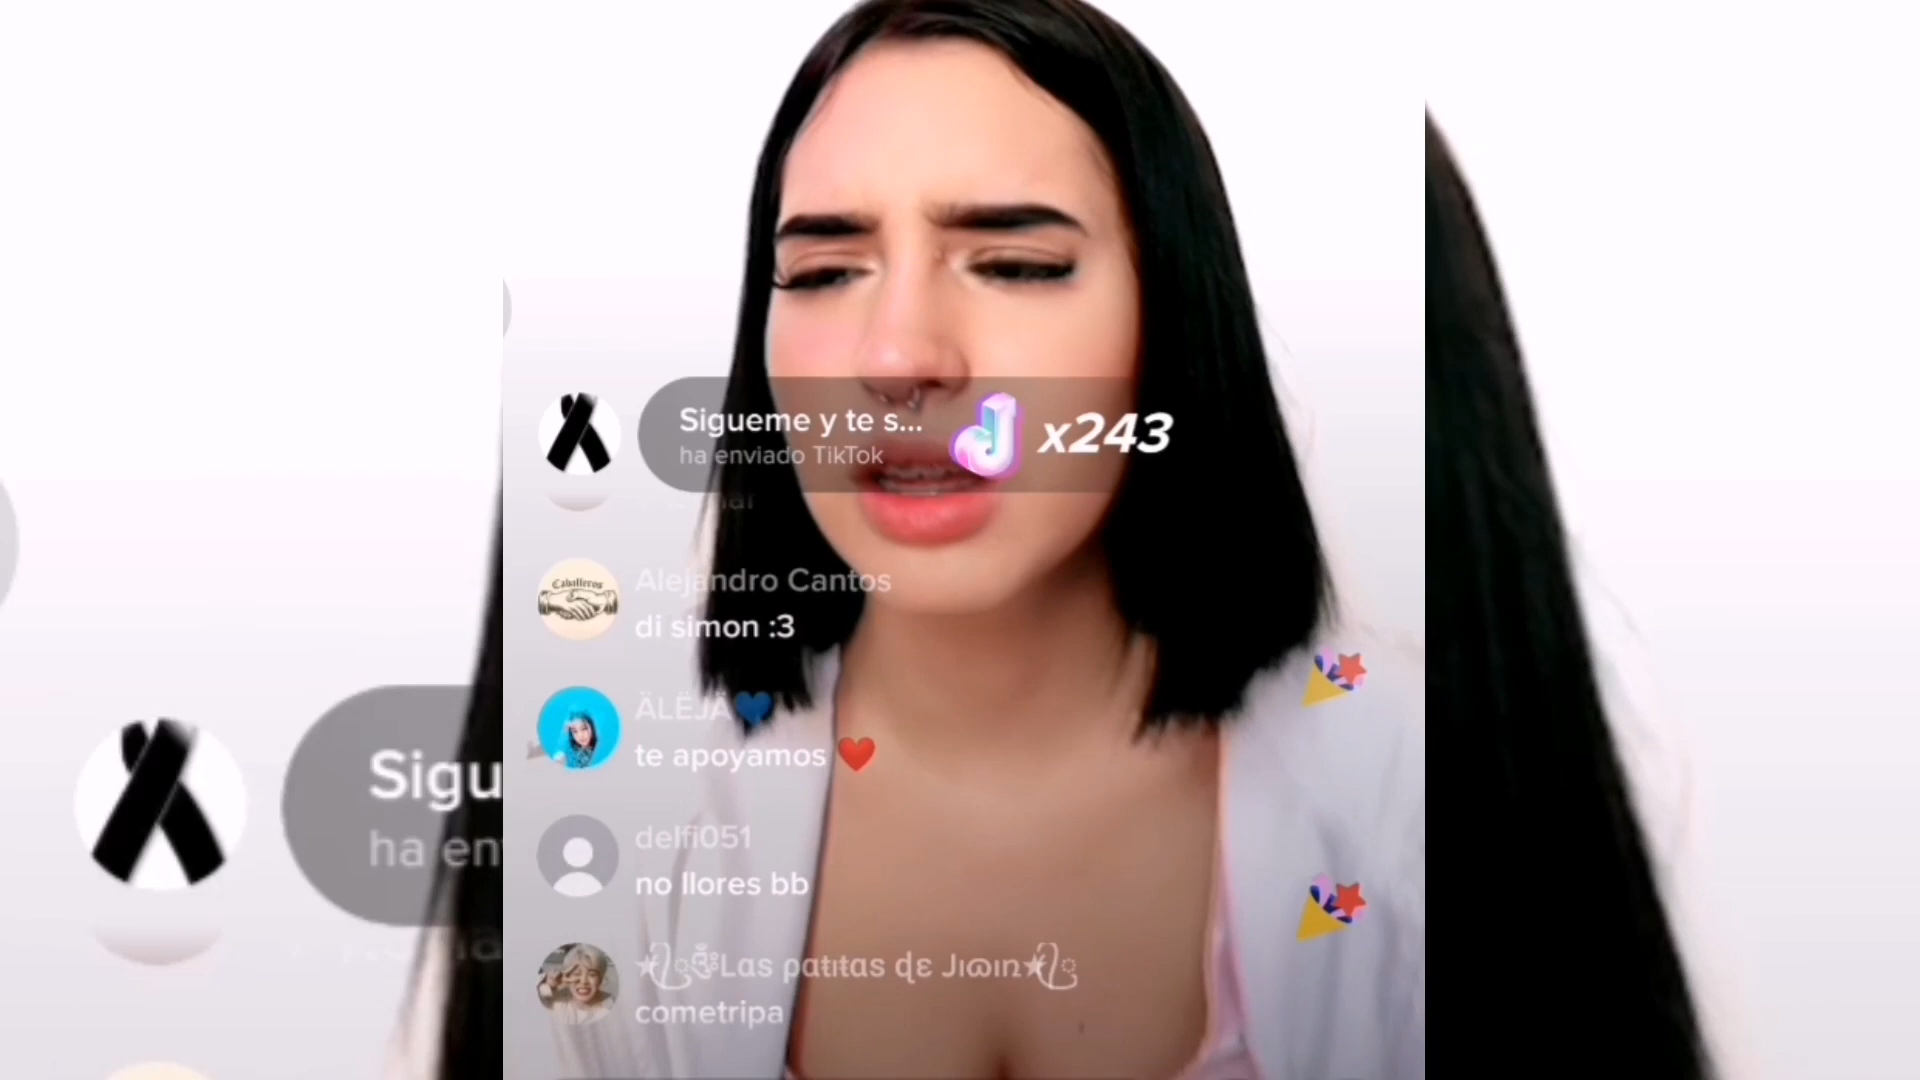 Sigueme y te s...
ha enviado TikTok
x243
Caballeros
Alejandro Cantos
di simon :3
ÄLËJÄ💙
te apoyamos ❤️
delfi051
no llores bb
Las patitas de Jimin
cometripa
Sigu
ha en